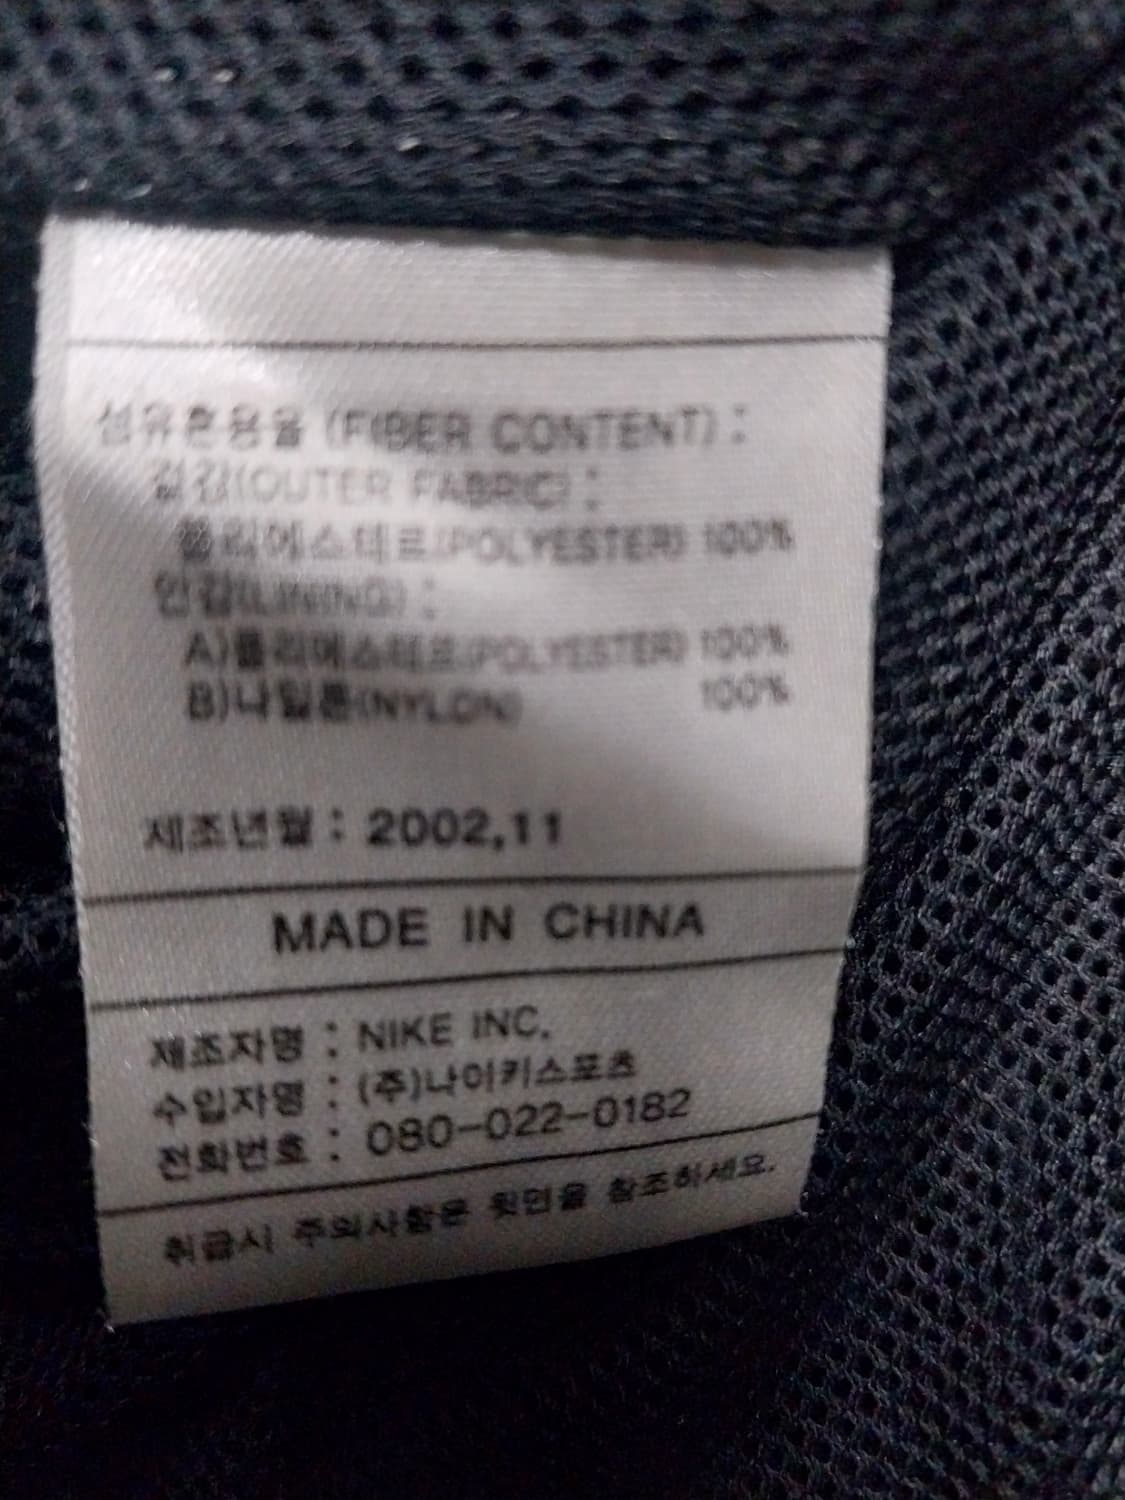 섬유혼용율 (FIBER CONTENT) :
겉감(OUTER FABRIC) :
폴리에스테르(POLYESTER) 100%
안감(LINING) :
A)폴리에스테르(POLYESTER) 100%
B)나일론(NYLON) 100%
제조년월 : 2002,11
MADE IN CHINA
제조자명 : NIKE INC.
수입자명 : (주)나이키스포츠
전화번호 : 080-022-0182
취급시 주의사항은 뒷면을 참조하세요.